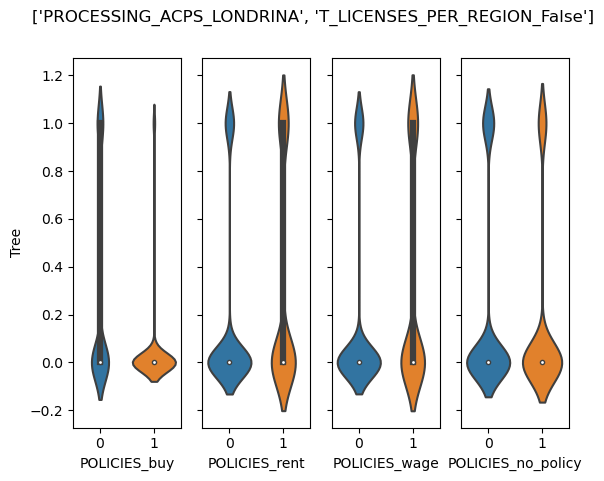 ['PROCESSING_ACPS_LONDRINA', 'T_LICENSES_PER_REGION_False']
1.2
1.0
0.8
0.6
0.4
0.2
0.0
−0.2
Tree
0 1 0 1 0 1 0 1
POLICIES_buy POLICIES_rent POLICIES_wage POLICIES_no_policy